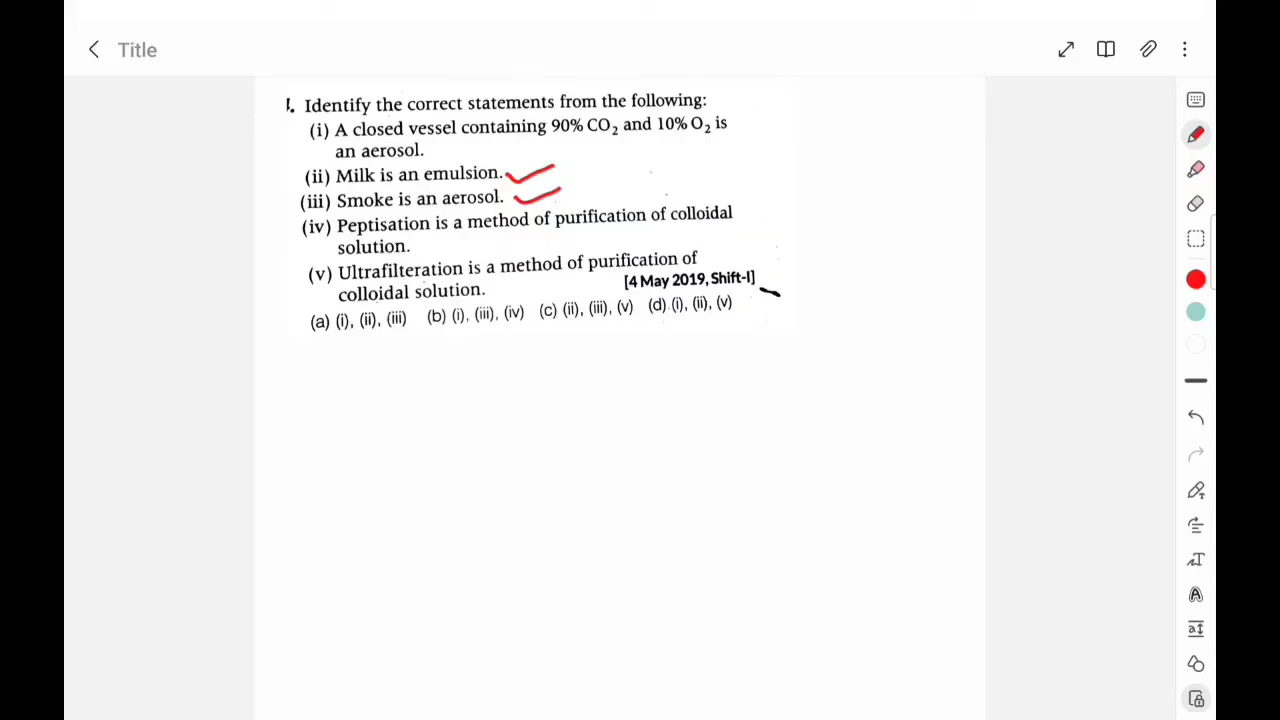 Title
1. Identify the correct statements from the following:
(i) A closed vessel containing 90% CO₂ and 10% O₂ is
an aerosol.
(ii) Milk is an emulsion.
(iii) Smoke is an aerosol.
(iv) Peptisation is a method of purification of colloidal
solution.
(v) Ultrafilteration is a method of purification of
colloidal solution.
[4 May 2019, Shift-I]
(a) (i), (ii), (iii) (b) (i), (iii), (iv) (c) (ii), (iii), (v) (d) (i), (ii), (v)